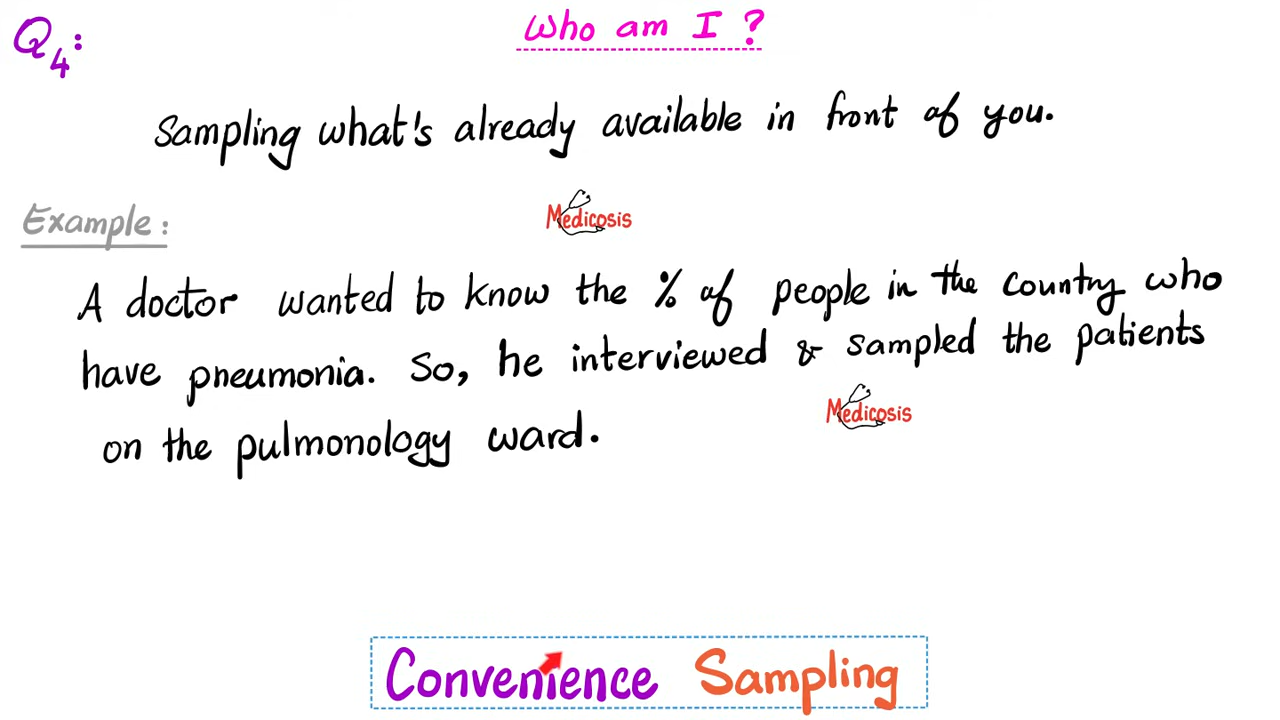 Q4:
Who am I ?
Sampling what's already available in front of you.
Medicosis
Example:
A doctor wanted to know the % of people in the country who
have pneumonia. So, he interviewed & sampled the patients
Medicosis
on the pulmonology ward.
Convenience Sampling